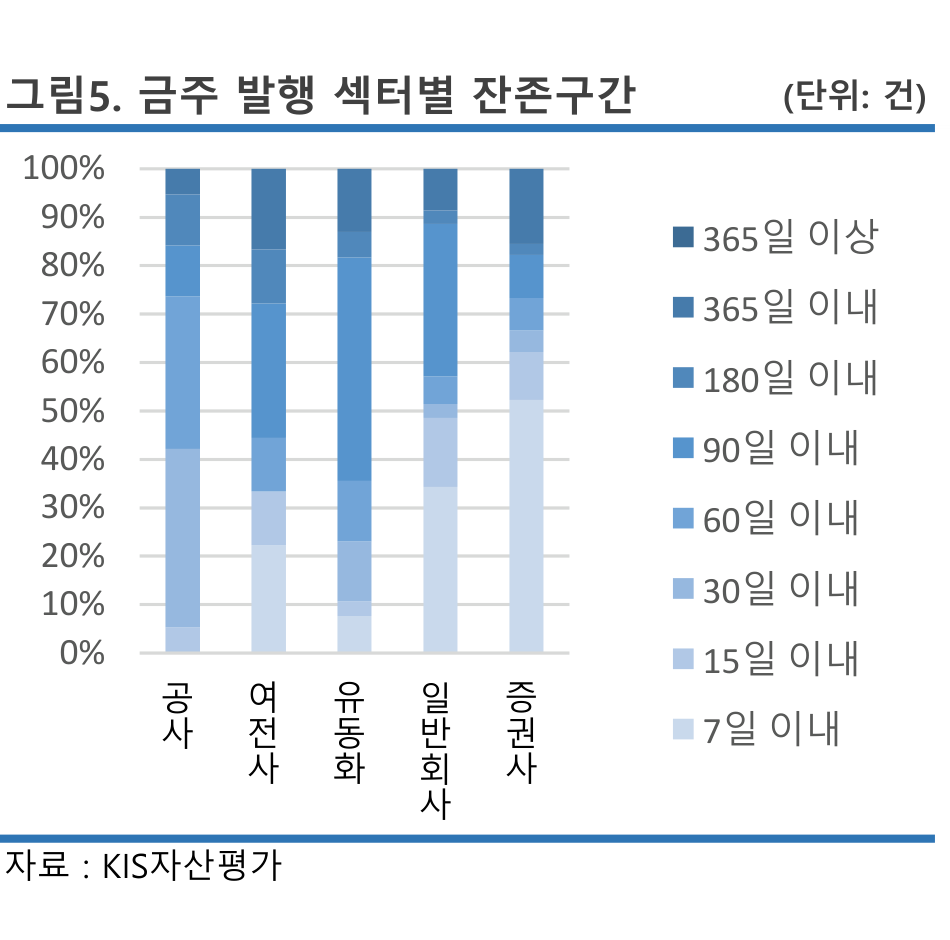 그림5. 금주 발행 섹터별 잔존구간 (단위: 건)
100%
90%
80%
70%
60%
50%
40%
30%
20%
10%
0%
공사
여전사
유동화
일반회사
증권사
365일 이상
365일 이내
180일 이내
90일 이내
60일 이내
30일 이내
15일 이내
7일 이내
자료 : KIS자산평가